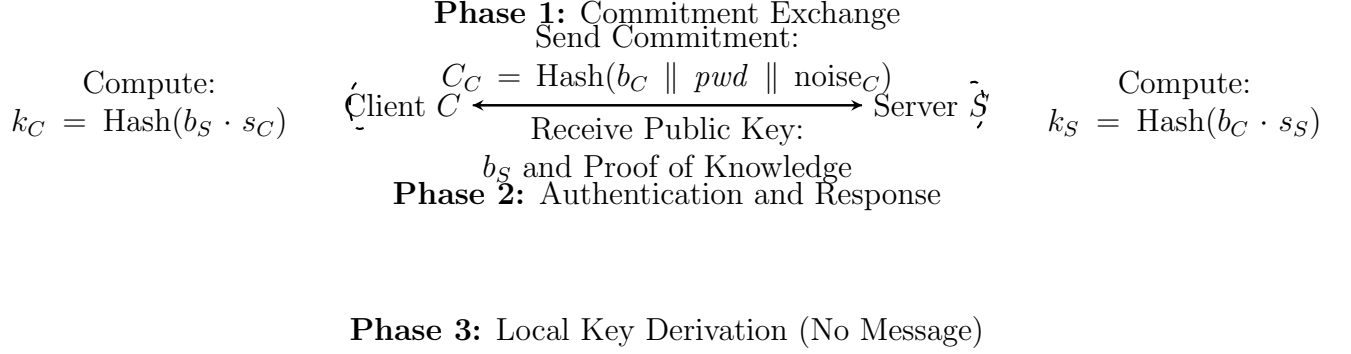 Phase 1: Commitment Exchange
Send Commitment:
C_C = Hash(b_C ∥ pwd ∥ noise_C)
Compute:
k_C = Hash(b_S · s_C)
Client C
Server S
Compute:
k_S = Hash(b_C · s_S)
Receive Public Key:
b_S and Proof of Knowledge
Phase 2: Authentication and Response
Phase 3: Local Key Derivation (No Message)